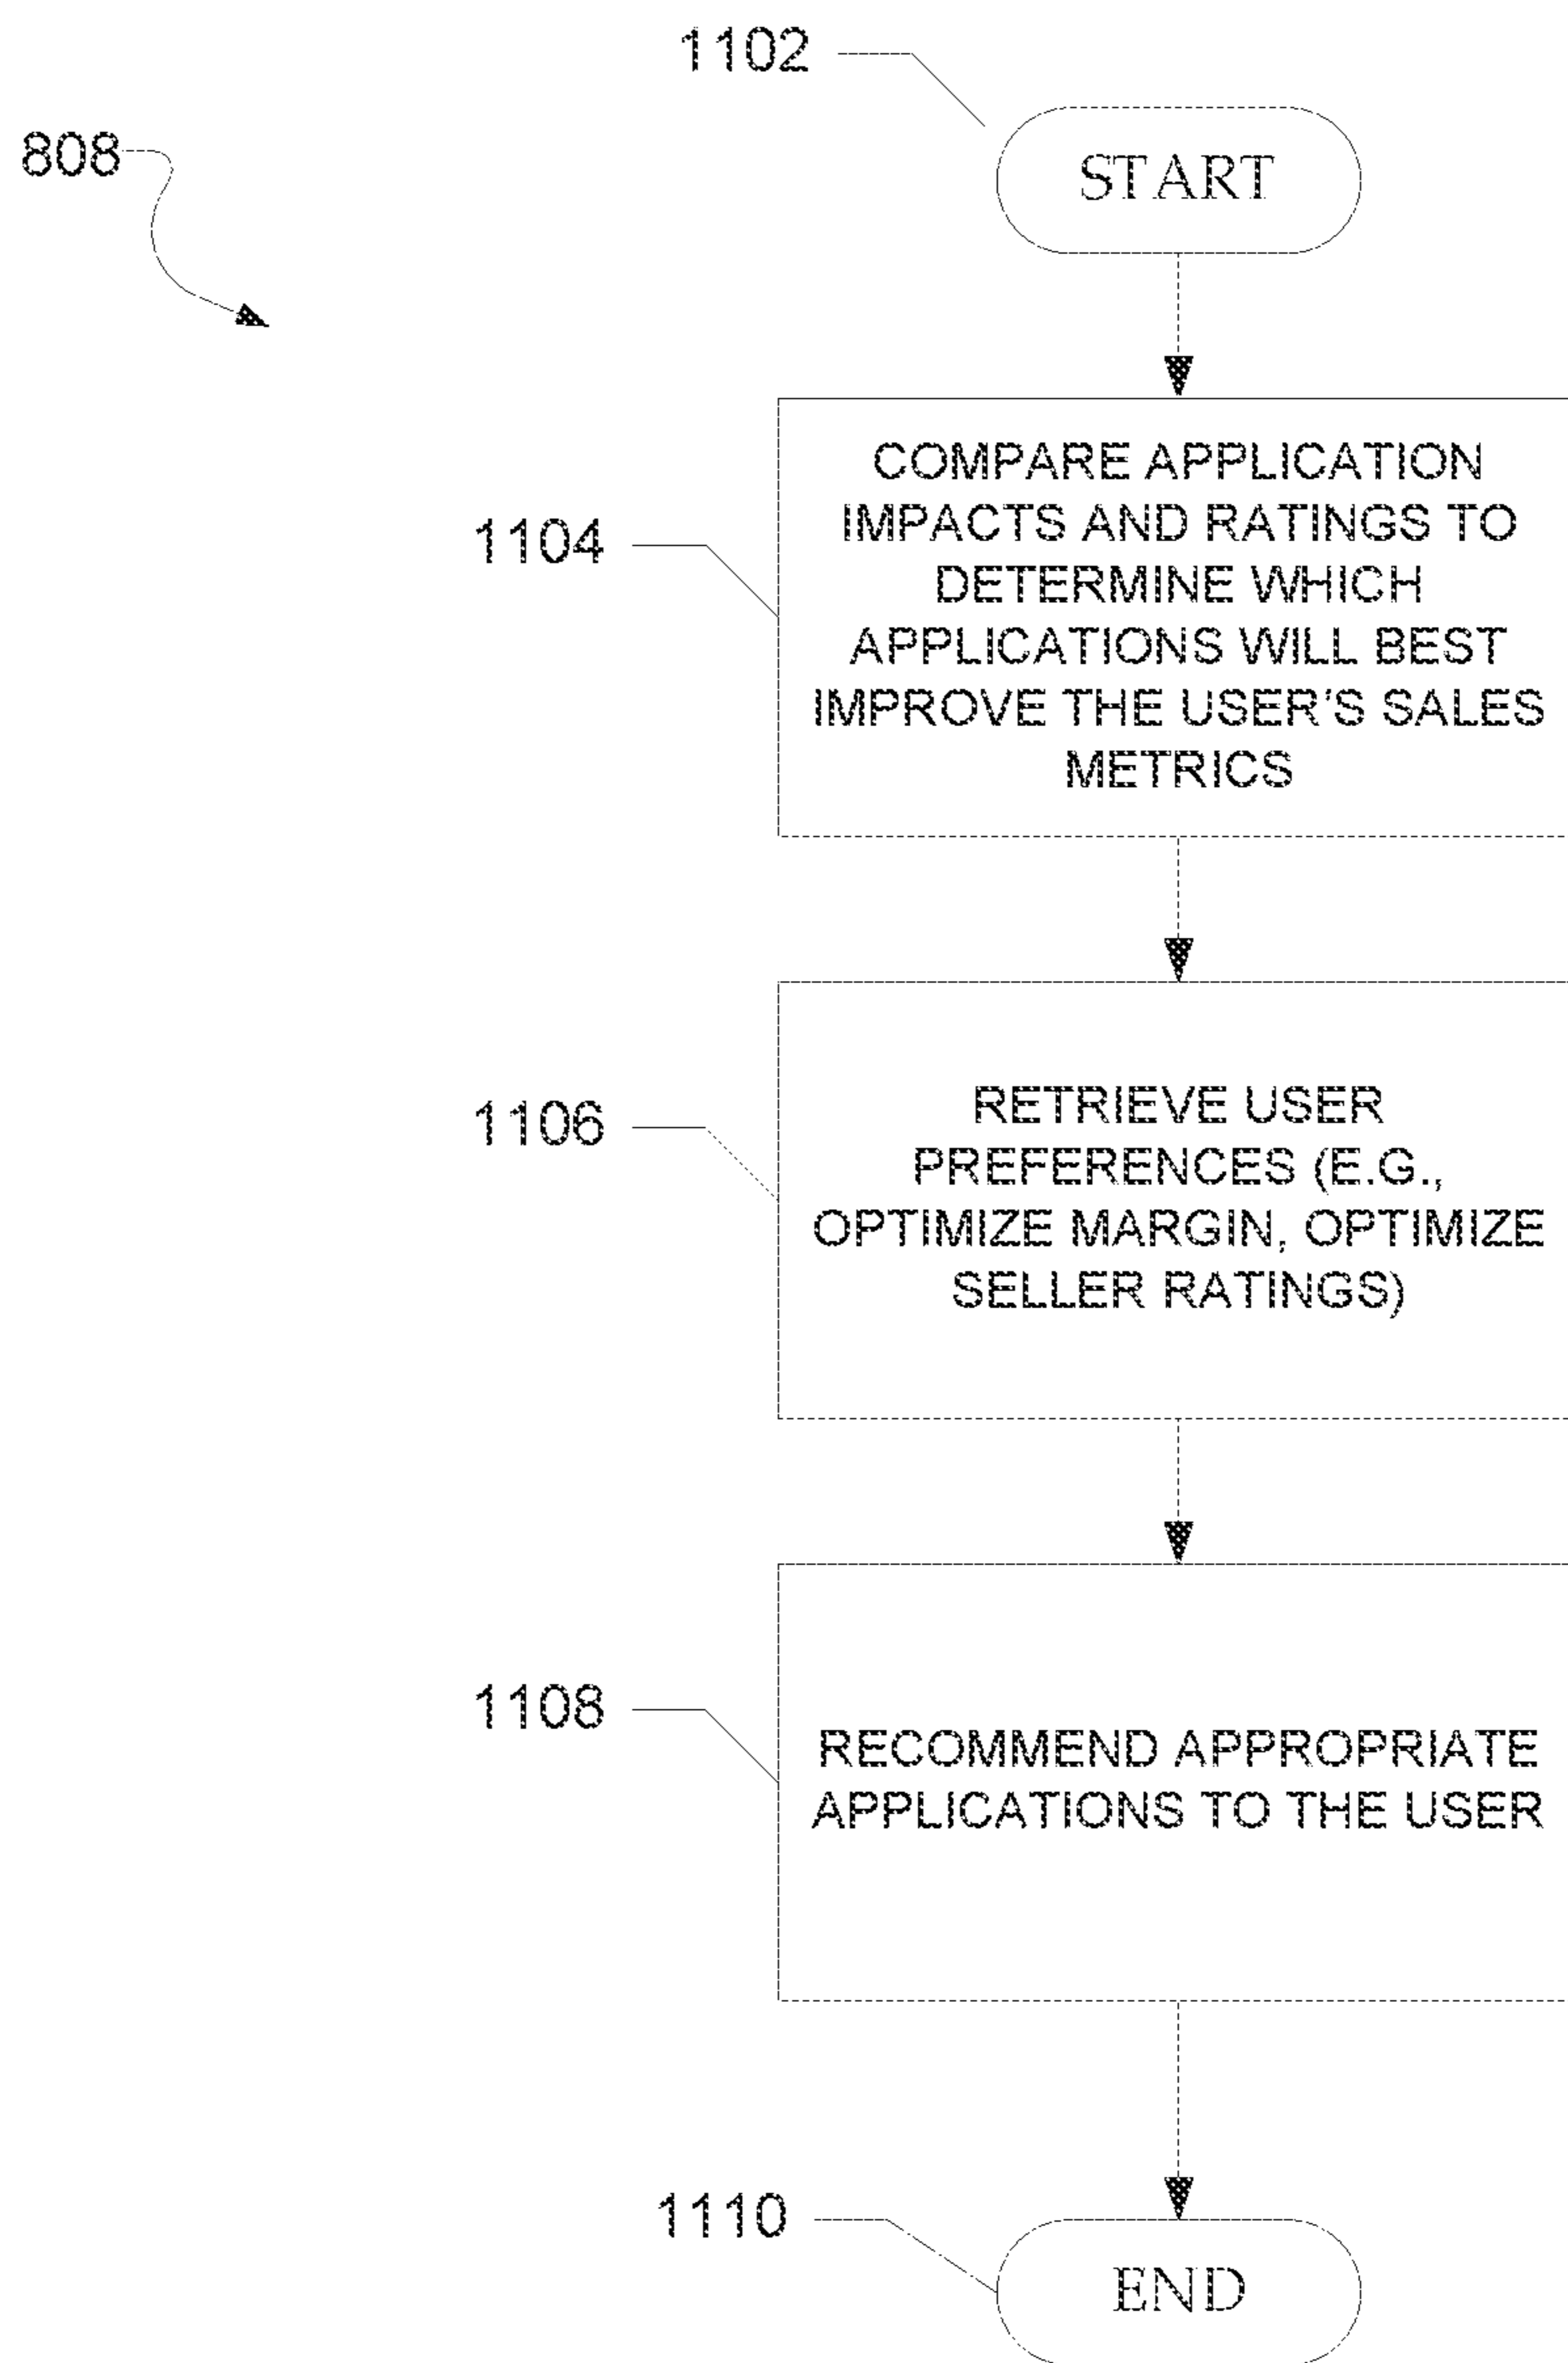 1102
808
START
1104
COMPARE APPLICATION
IMPACTS AND RATINGS TO
DETERMINE WHICH
APPLICATIONS WILL BEST
IMPROVE THE USER'S SALES
METRICS
1106
RETRIEVE USER
PREFERENCES (E.G.,
OPTIMIZE MARGIN, OPTIMIZE
SELLER RATINGS)
1108
RECOMMEND APPROPRIATE
APPLICATIONS TO THE USER
1110
END